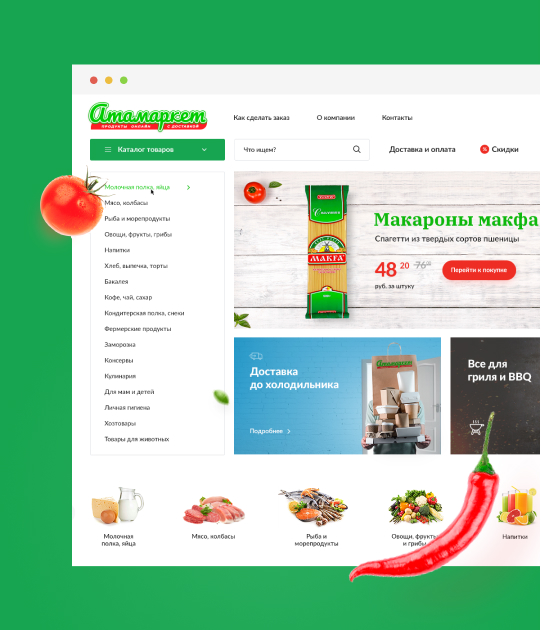 Атамаркет
ПРОДУКТЫ ОНЛАЙН С ДОСТАВКОЙ
Как сделать заказ
О компании
Контакты
Каталог товаров
Что ищем?
Доставка и оплата
% Скидки
Молочная полка, яйца
Мясо, колбасы
Рыба и морепродукты
Овощи, фрукты, грибы
Напитки
Хлеб, выпечка, торты
Бакалея
Кофе, чай, сахар
Кондитерская полка, снеки
Фермерские продукты
Заморозка
Консервы
Кулинария
Для мам и детей
Личная гигиена
Хозтовары
Товары для животных
МАКФА
Макароны макфа
Спагетти из твердых сортов пшеницы
48 20
руб. за штуку
Перейти к покупке
Доставка
до холодильника
Подробнее
Атамаркет
Все для
гриля и BBQ
Молочная
полка, яйца
Мясо, колбасы
Рыба и
морепродукты
Овощи, фрукты
и грибы
Напитки